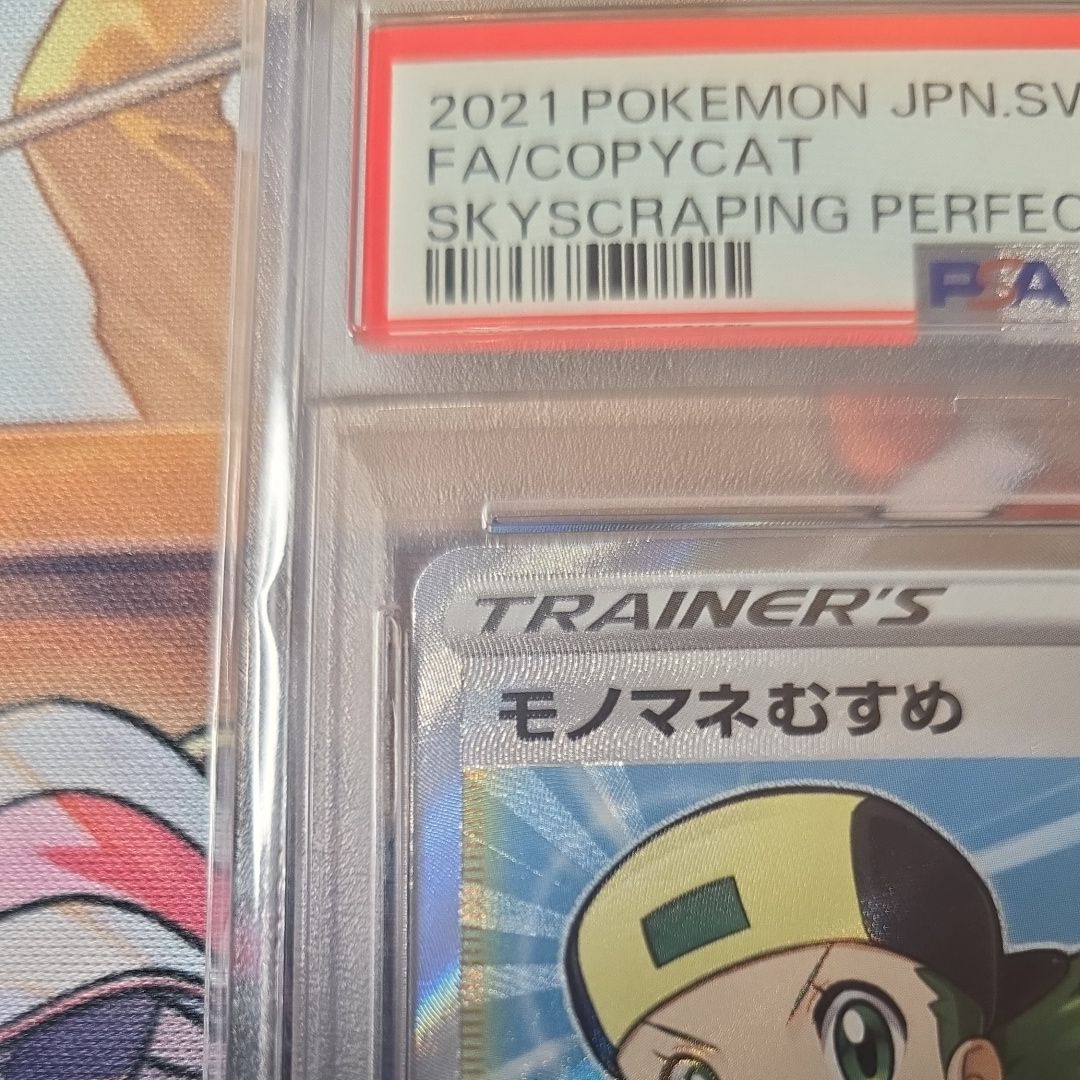 2021 POKEMON JPN.SV
FA/COPYCAT
SKYSCRAPING PERFEC
PSA
TRAINER'S
モノマネむすめ